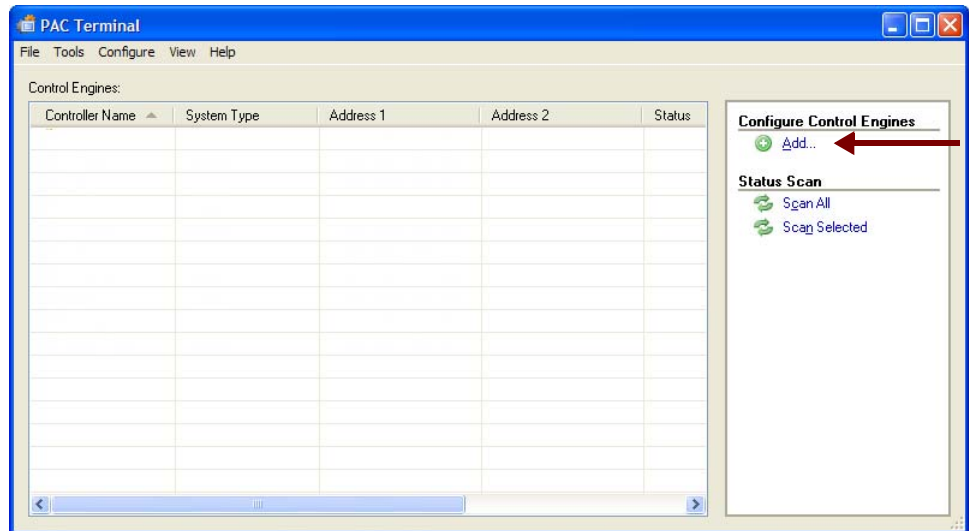 PAC Terminal
File Tools Configure View Help
Control Engines:
Controller Name System Type Address 1 Address 2 Status
Configure Control Engines
Add...
Status Scan
Scan All
Scan Selected